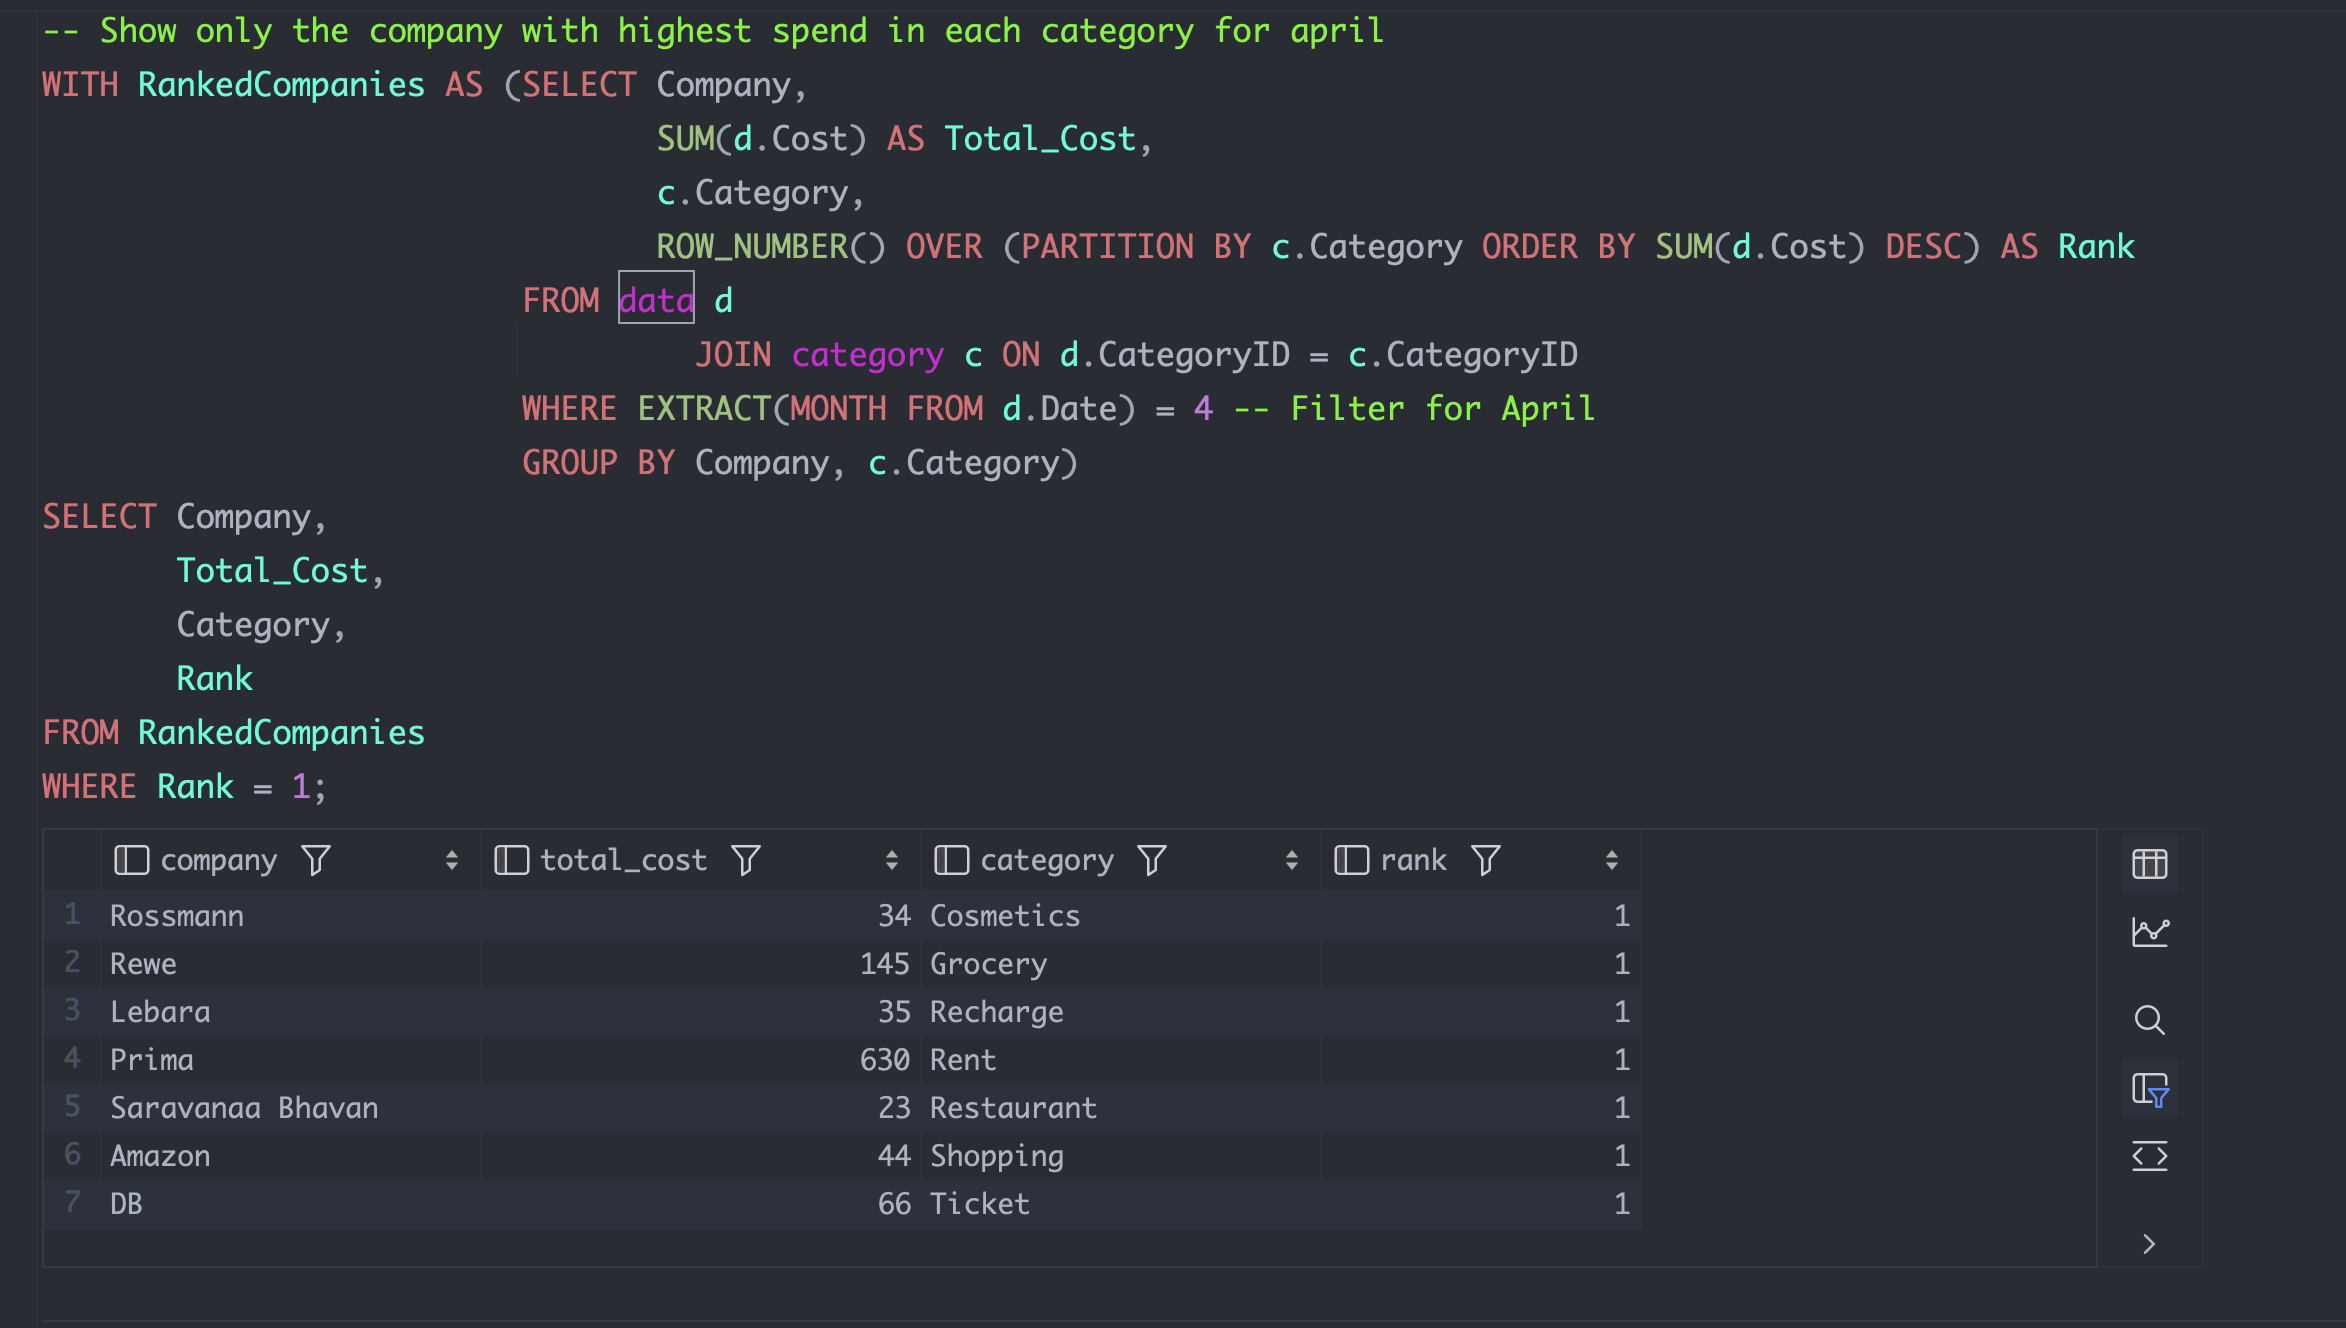 -- Show only the company with highest spend in each category for april
WITH RankedCompanies AS (SELECT Company,
SUM(d.Cost) AS Total_Cost,
c.Category,
ROW_NUMBER() OVER (PARTITION BY c.Category ORDER BY SUM(d.Cost) DESC) AS Rank
FROM data d
JOIN category c ON d.CategoryID = c.CategoryID
WHERE EXTRACT(MONTH FROM d.Date) = 4 -- Filter for April
GROUP BY Company, c.Category)
SELECT Company,
Total_Cost,
Category,
Rank
FROM RankedCompanies
WHERE Rank = 1;
company total_cost category rank
1 Rossmann 34 Cosmetics 1
2 Rewe 145 Grocery 1
3 Lebara 35 Recharge 1
4 Prima 630 Rent 1
5 Saravanaa Bhavan 23 Restaurant 1
6 Amazon 44 Shopping 1
7 DB 66 Ticket 1